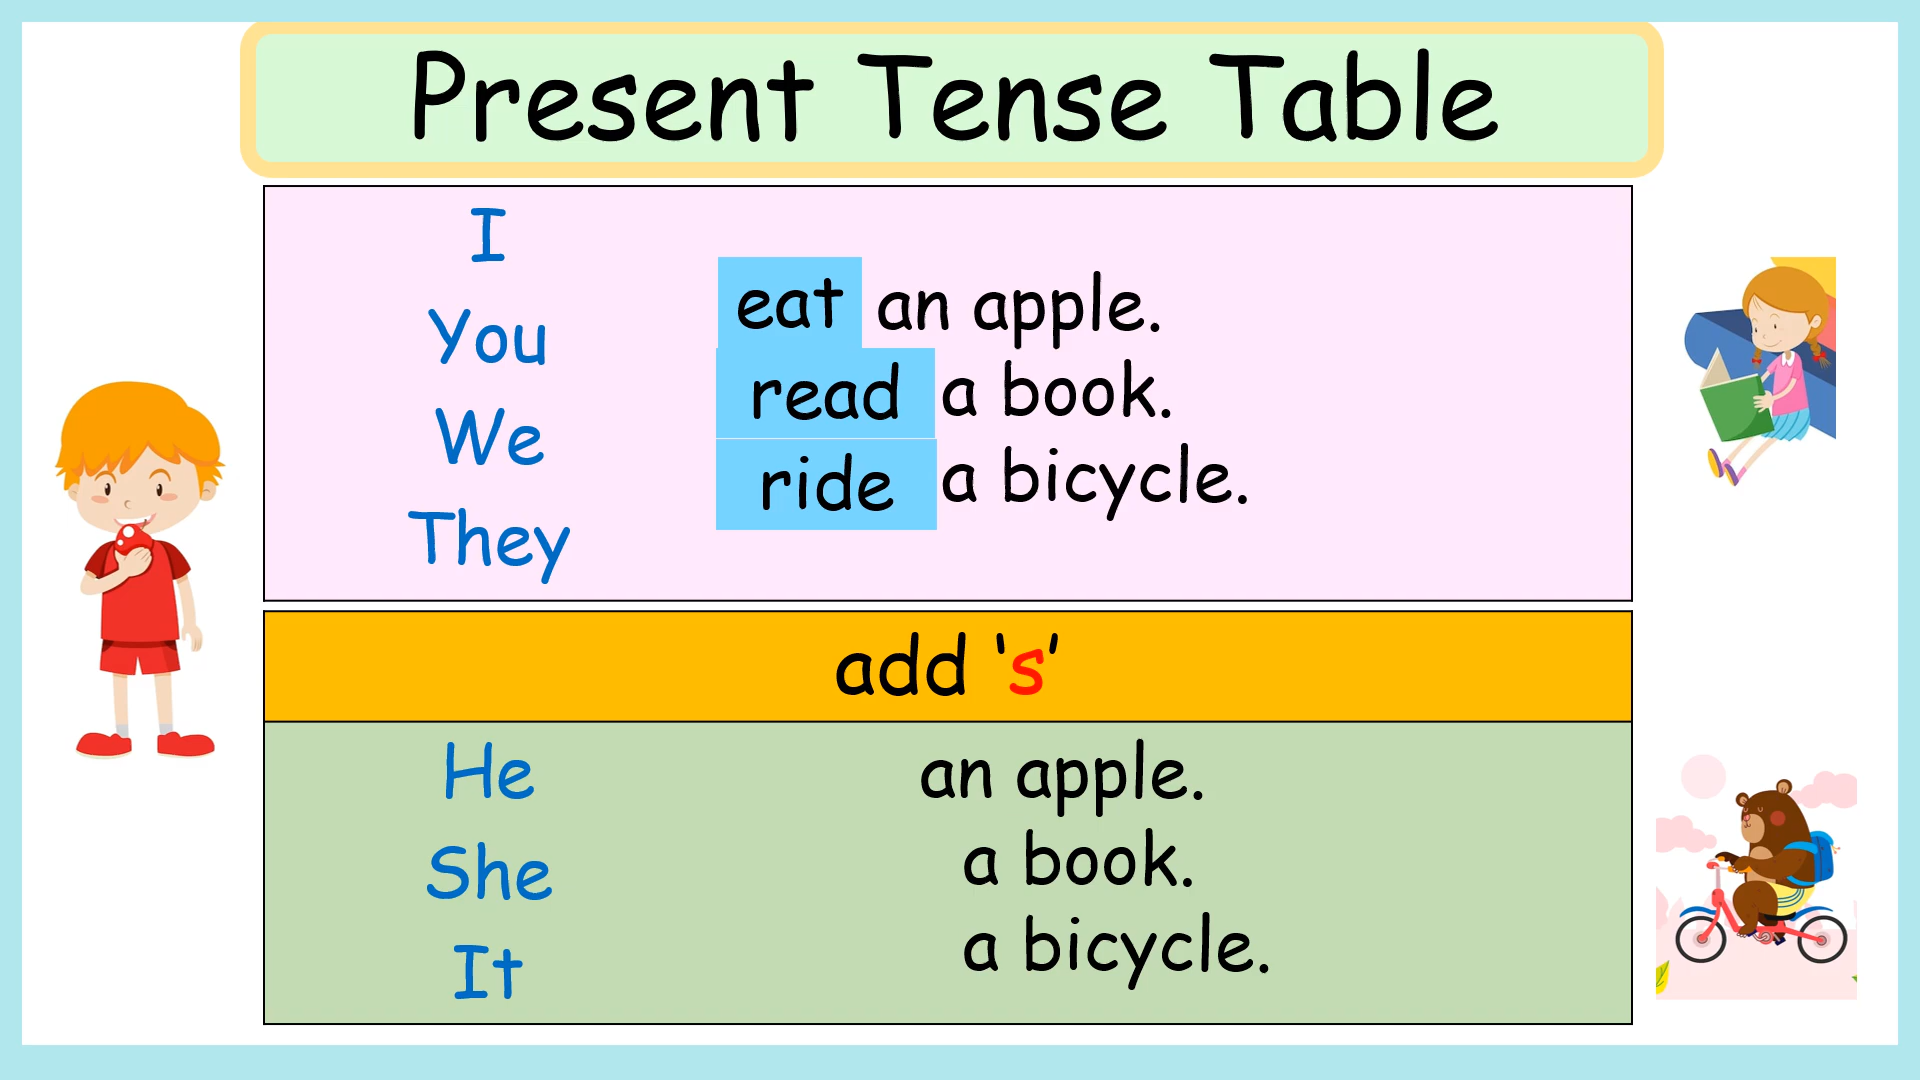 Present Tense Table
I
You
We
They
eat an apple.
read a book.
ride a bicycle.
add ‘s’
He
She
It
an apple.
a book.
a bicycle.